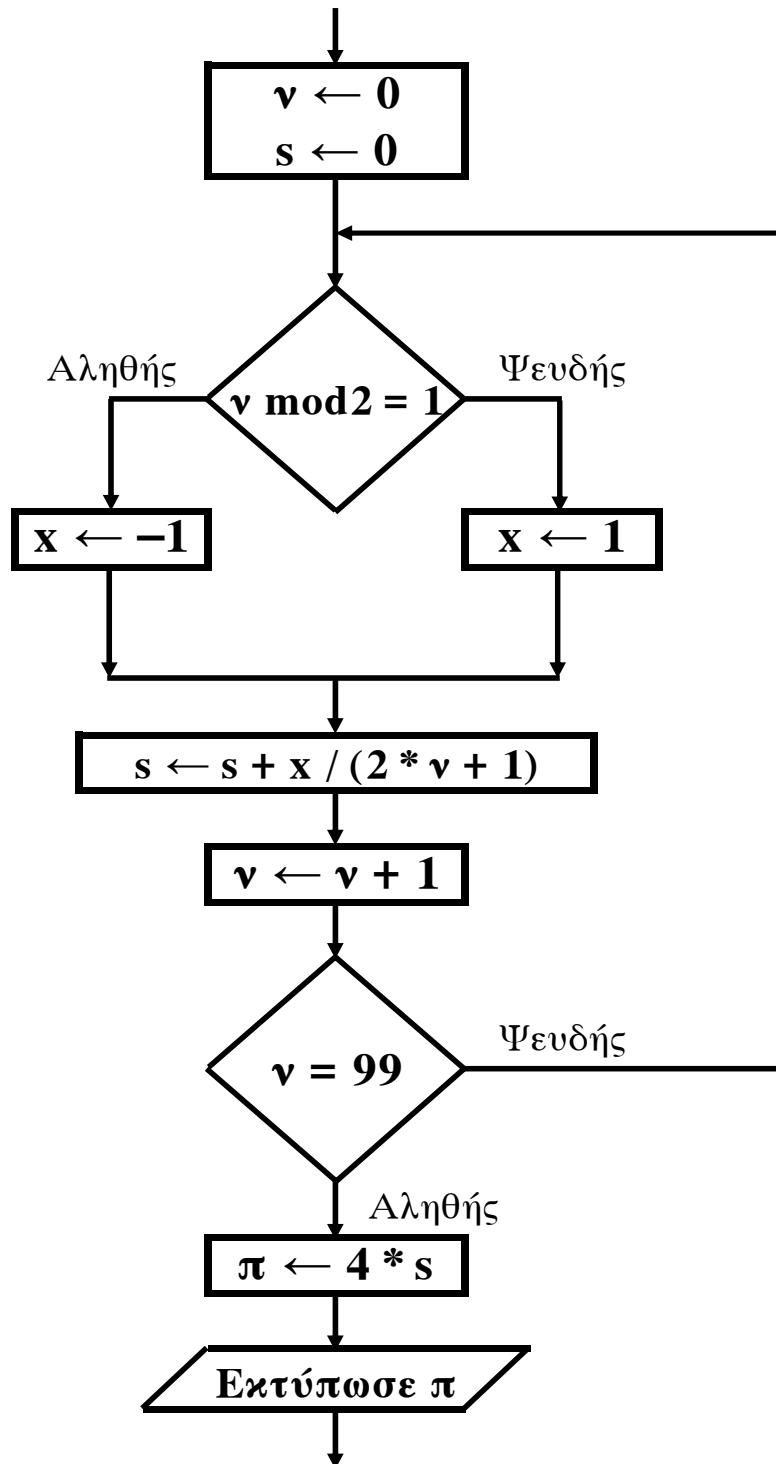 ν ← 0
s ← 0
Αληθής
Ψευδής
ν mod2 = 1
x ← −1
x ← 1
s ← s + x / (2 * ν + 1)
ν ← ν + 1
Ψευδής
ν = 99
Αληθής
π ← 4 * s
Εκτύπωσε π